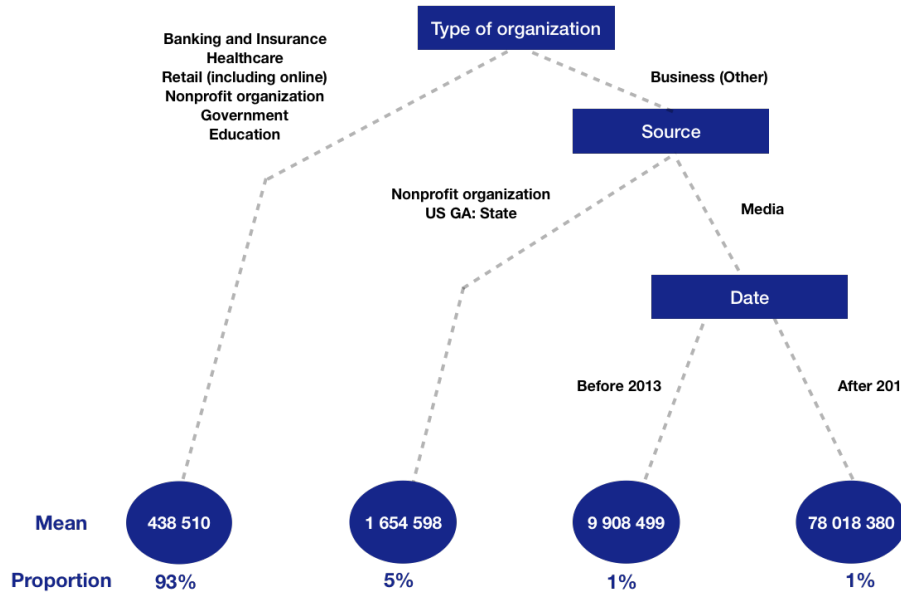 Type of organization
Banking and Insurance
Healthcare
Retail (including online)
Nonprofit organization
Government
Education
Business (Other)
Source
Nonprofit organization
US GA: State
Media
Date
Before 2013
After 201
Mean
438 510
1 654 598
9 908 499
78 018 380
Proportion
93%
5%
1%
1%